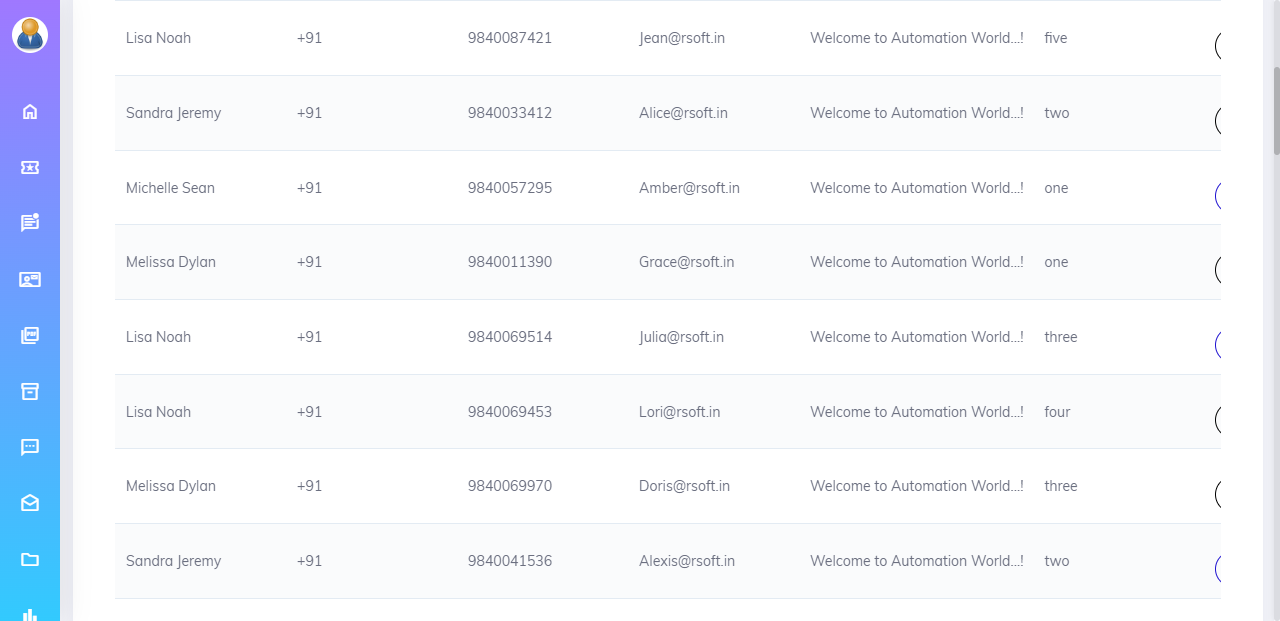 Lisa Noah +91 9840087421 Jean@rsoft.in Welcome to Automation World...! five
Sandra Jeremy +91 9840033412 Alice@rsoft.in Welcome to Automation World...! two
Michelle Sean +91 9840057295 Amber@rsoft.in Welcome to Automation World...! one
Melissa Dylan +91 9840011390 Grace@rsoft.in Welcome to Automation World...! one
Lisa Noah +91 9840069514 Julia@rsoft.in Welcome to Automation World...! three
Lisa Noah +91 9840069453 Lori@rsoft.in Welcome to Automation World...! four
Melissa Dylan +91 9840069970 Doris@rsoft.in Welcome to Automation World...! three
Sandra Jeremy +91 9840041536 Alexis@rsoft.in Welcome to Automation World...! two